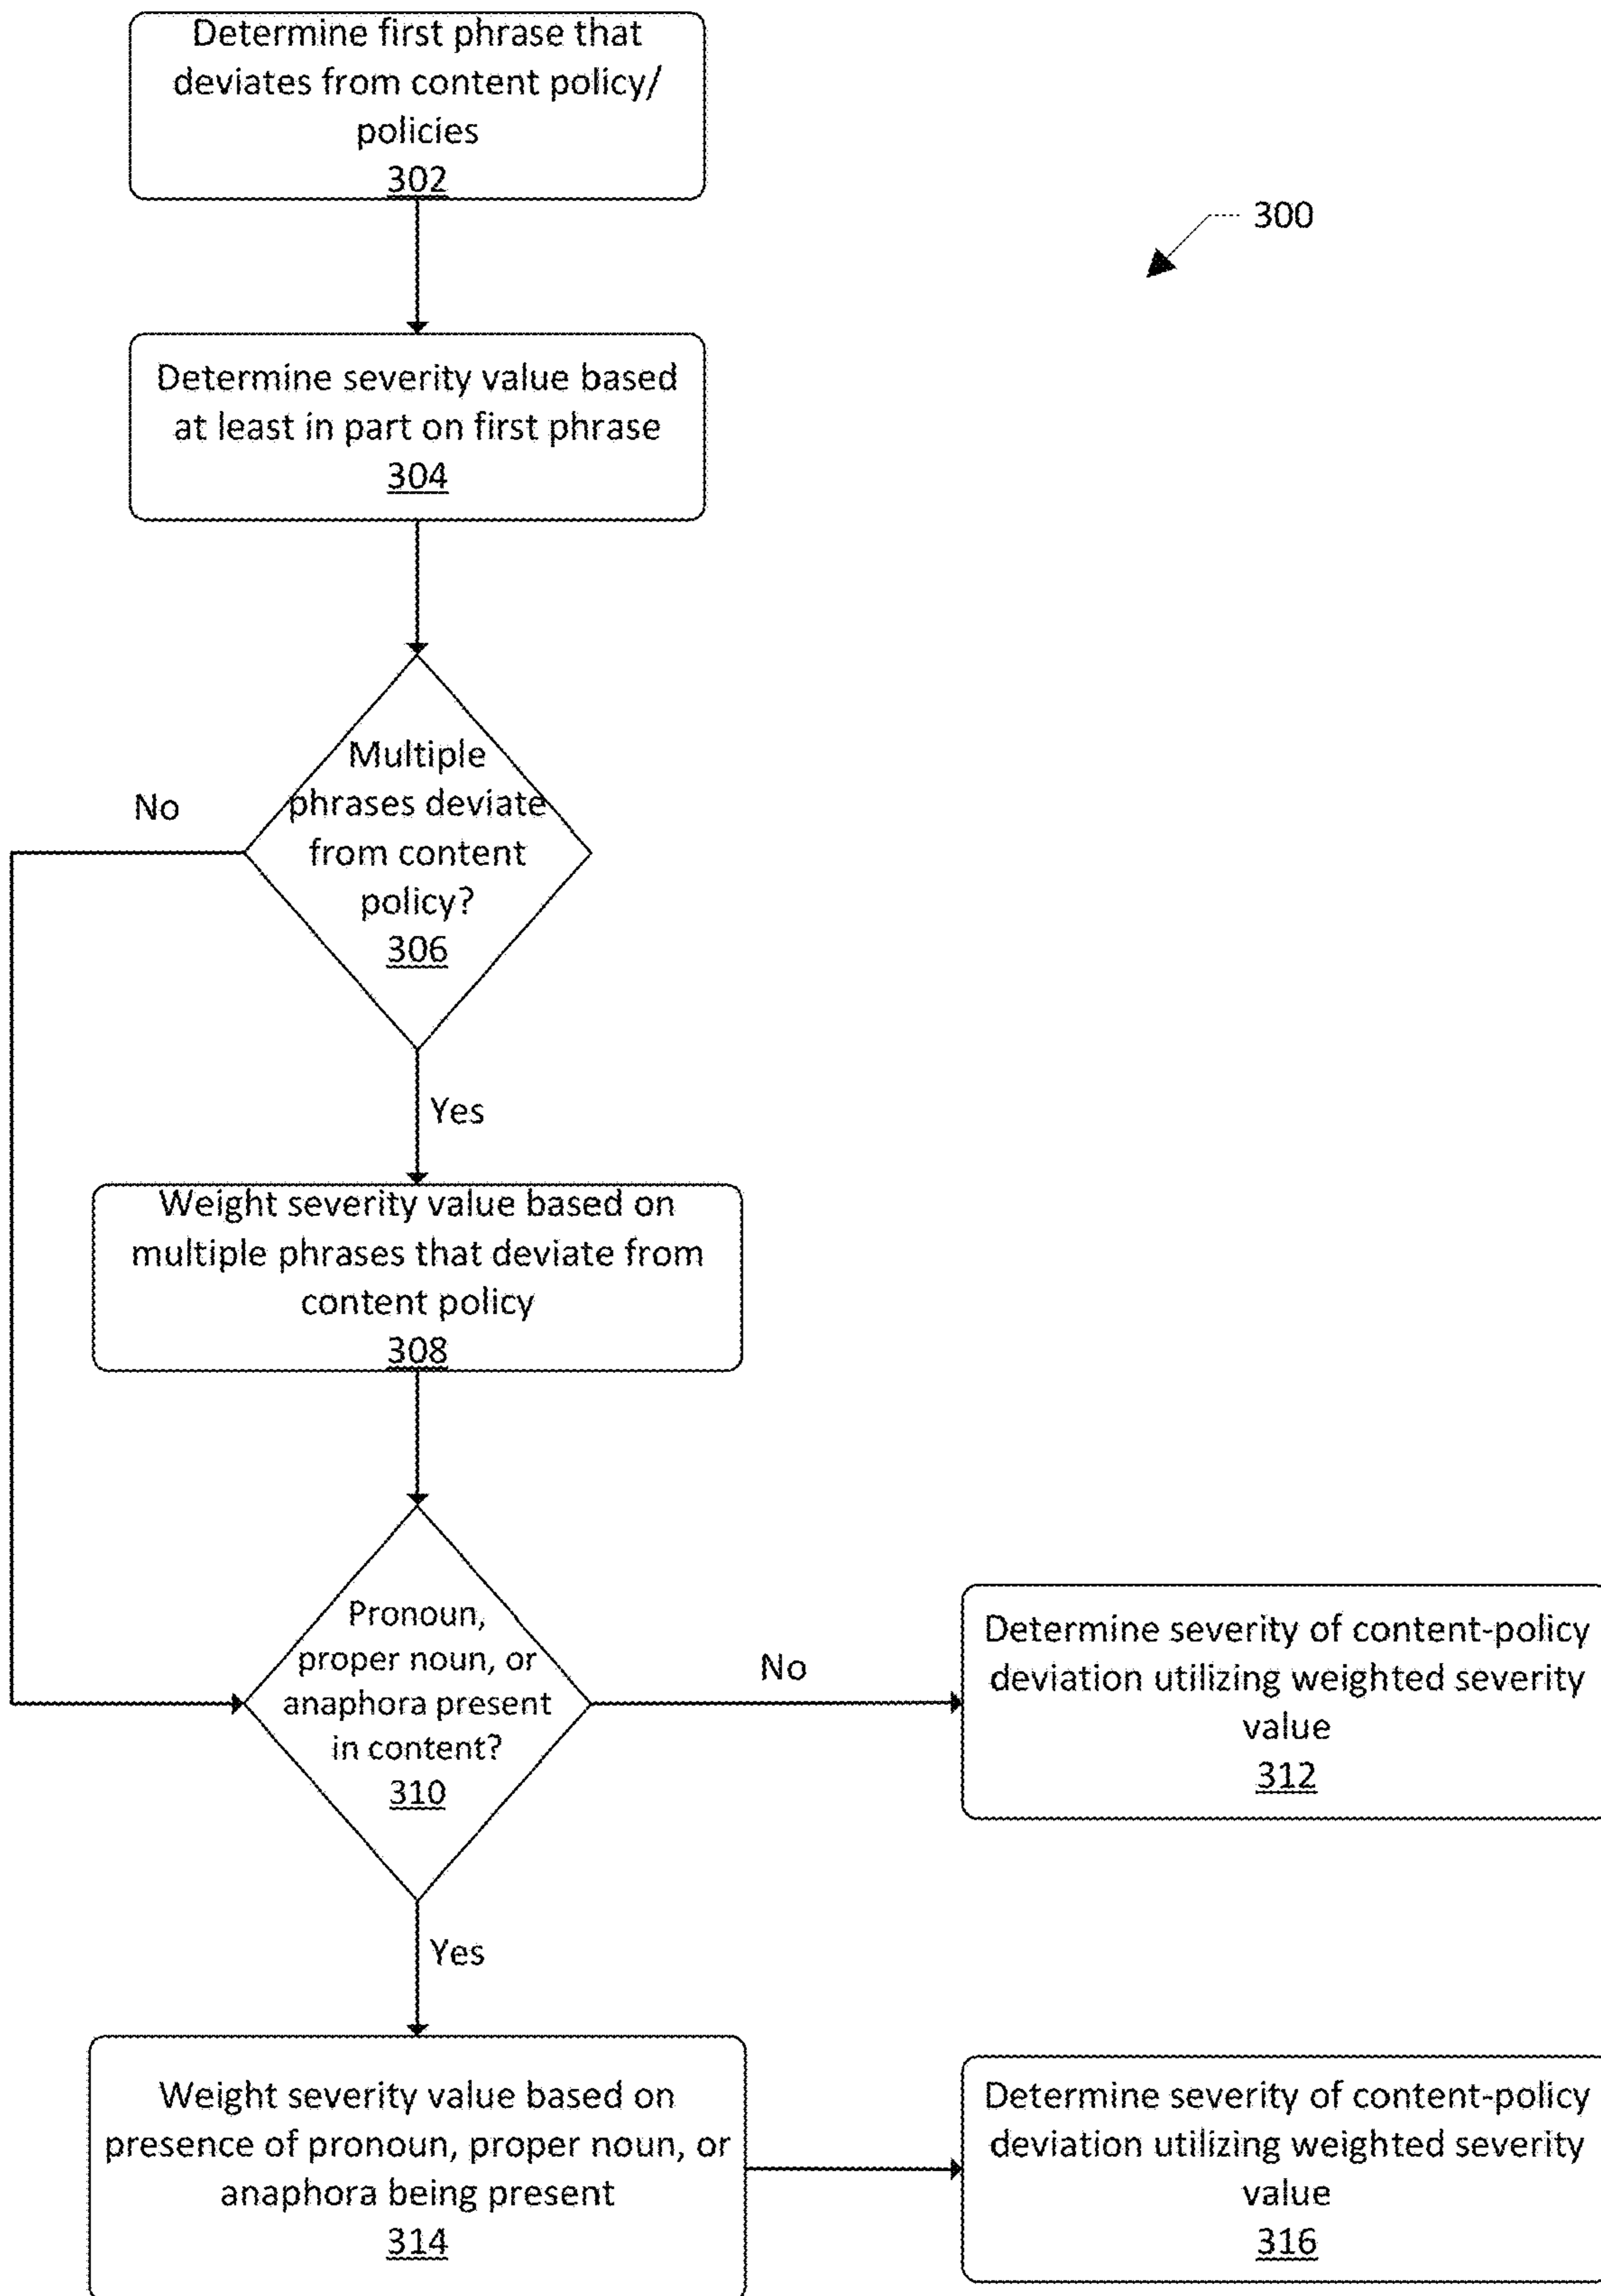 Determine first phrase that
deviates from content policy/
policies
302
300
Determine severity value based
at least in part on first phrase
304
Multiple
phrases deviate
from content
policy?
306
No
Yes
Weight severity value based on
multiple phrases that deviate from
content policy
308
Pronoun,
proper noun, or
anaphora present
in content?
310
No
Determine severity of content-policy
deviation utilizing weighted severity
value
312
Yes
Weight severity value based on
presence of pronoun, proper noun, or
anaphora being present
314
Determine severity of content-policy
deviation utilizing weighted severity
value
316